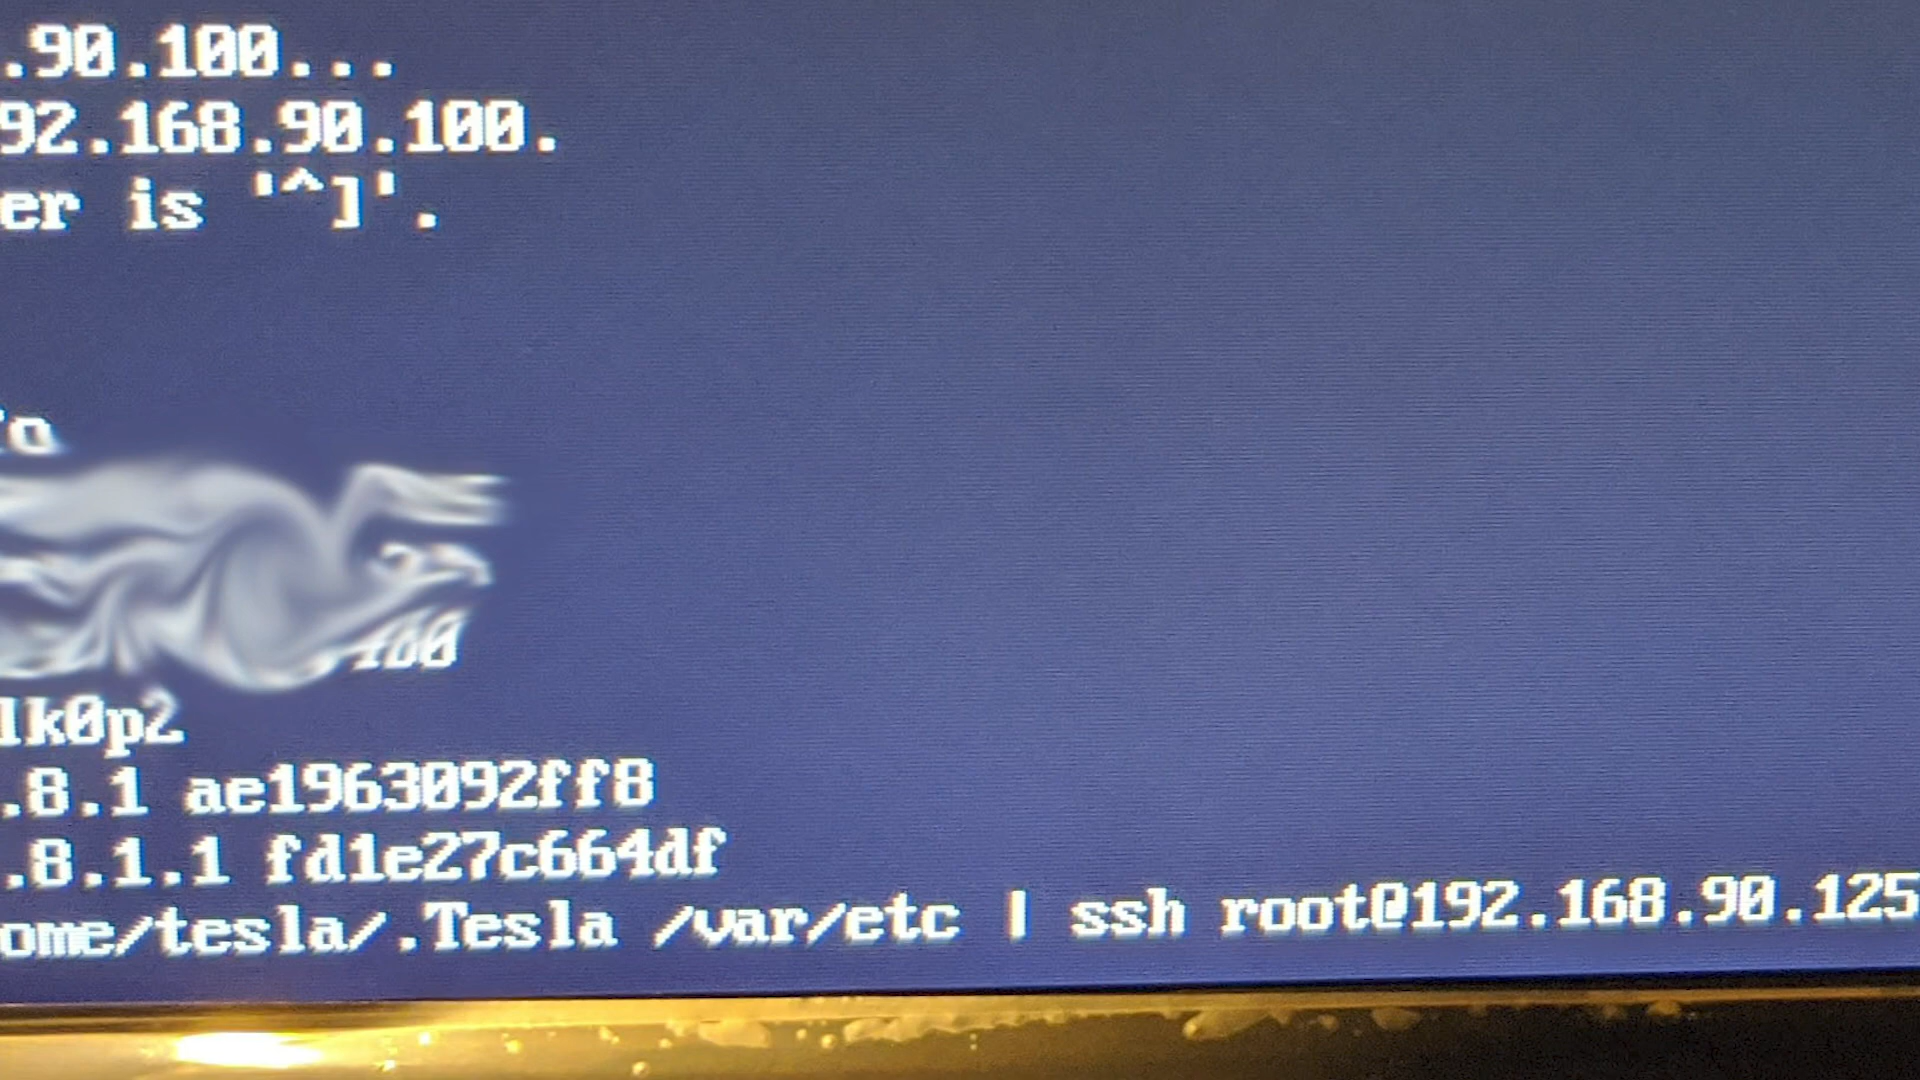 .90.100...
92.168.90.100.
er is '^]'.
fo
lk0p2
.8.1 ae1963092ff8
.8.1.1 fd1e27c664df
ome/tesla/.Tesla /var/etc | ssh root@192.168.90.125